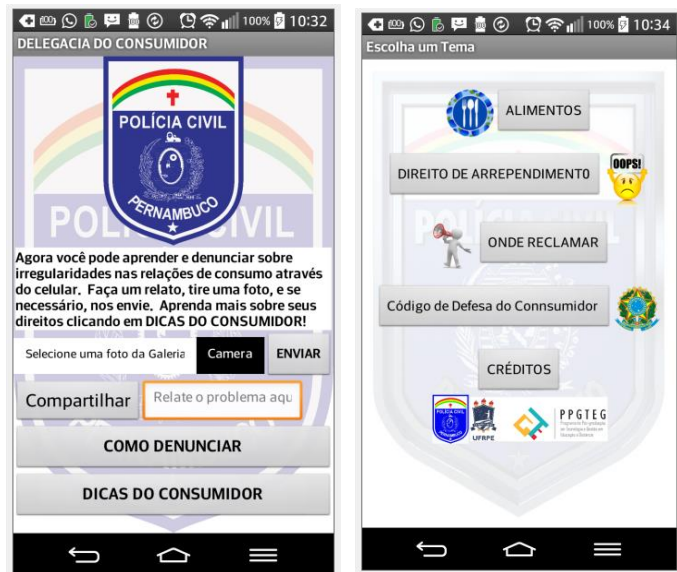 100% 10:32
DELEGACIA DO CONSUMIDOR
POLÍCIA CIVIL
PERNAMBUCO
Agora você pode aprender e denunciar sobre
irregularidades nas relações de consumo através
do celular. Faça um relato, tire uma foto, e se
necessário, nos envie. Aprenda mais sobre seus
direitos clicando em DICAS DO CONSUMIDOR!
Selecione uma foto da Galeria Camera ENVIAR
Compartilhar Relate o problema aqu
COMO DENUNCIAR
DICAS DO CONSUMIDOR
100% 10:34
Escolha um Tema
ALIMENTOS
DIREITO DE ARREPENDIMENTO OOPS!
ONDE RECLAMAR
Código de Defesa do Connsumidor
CRÉDITOS
UFRPE
PPGTEG